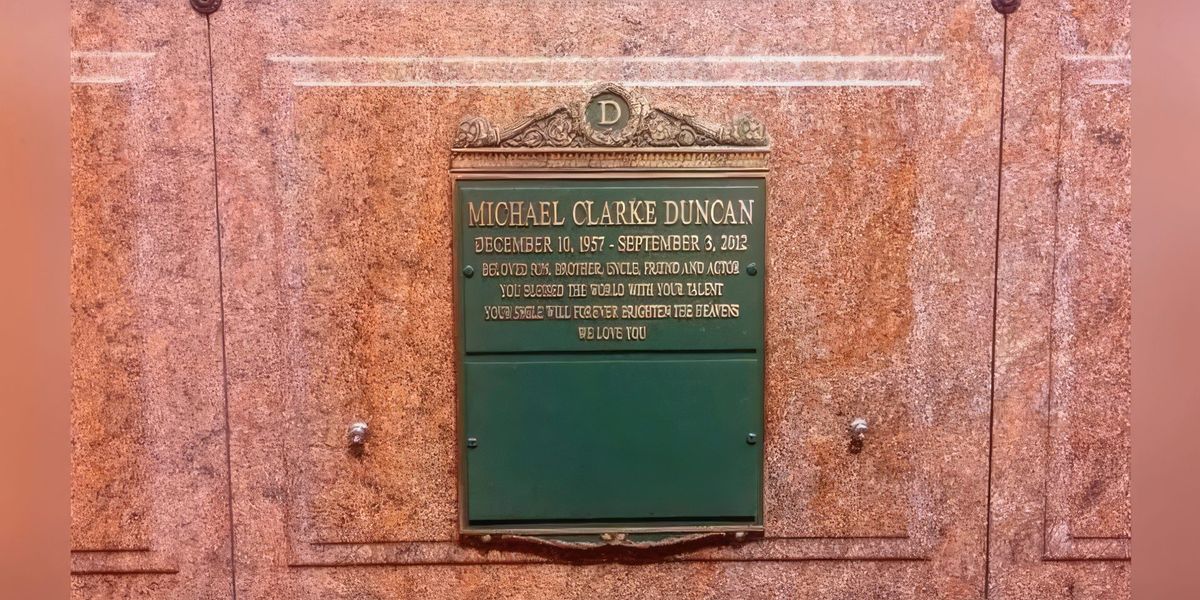 D
MICHAEL CLARKE DUNCAN
DECEMBER 10, 1957 - SEPTEMBER 3, 2012
BELOVED SON, BROTHER, UNCLE, FRIEND AND ACTOR
YOU BLESSED THE WORLD WITH YOUR TALENT
YOUR SMILE WILL FOREVER BRIGHTEN THE HEAVENS
WE LOVE YOU